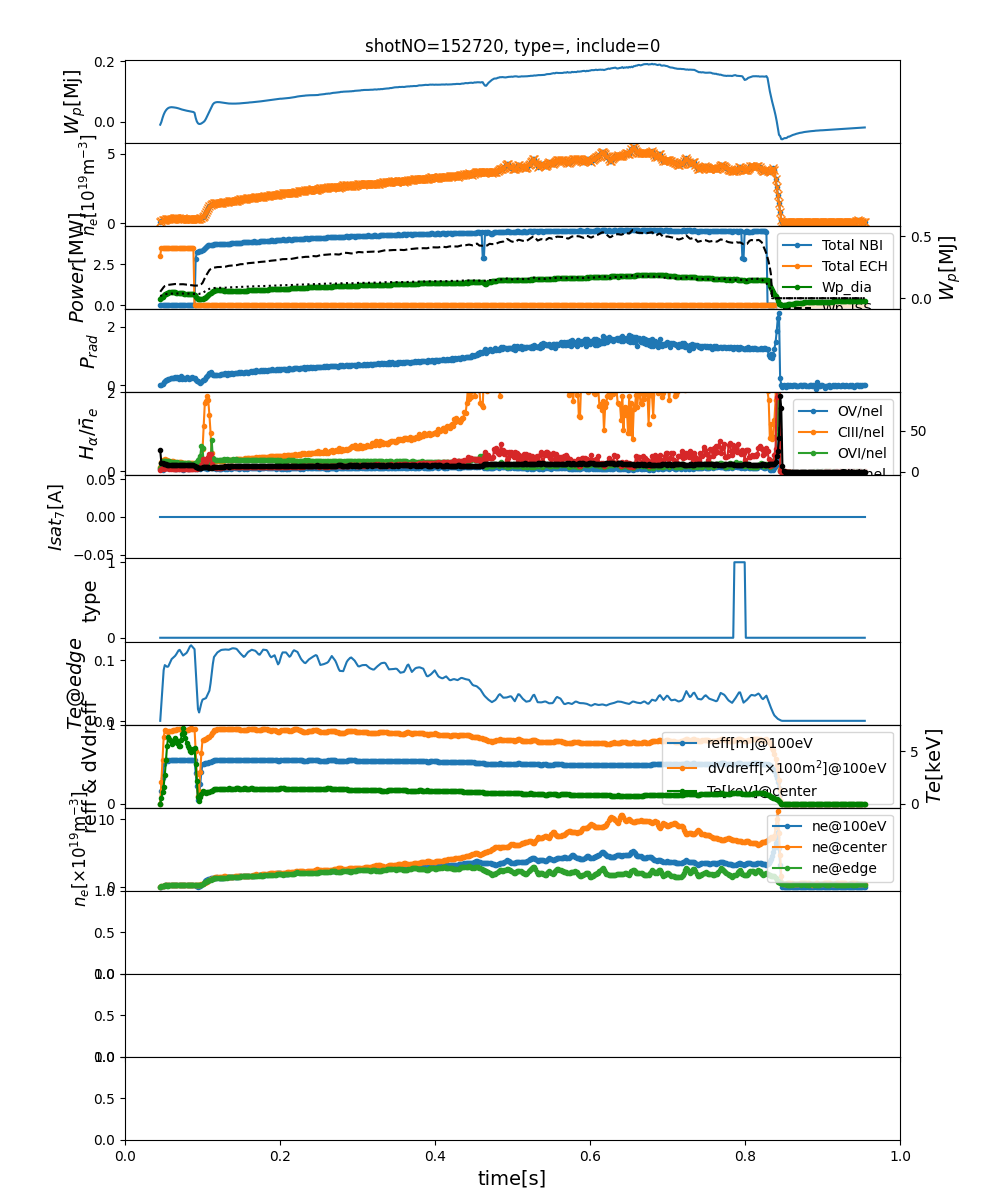 shotNO=152720, type=, include=0
W_p[MJ]
0.2
0.0
n_e[10^19 m^-3]
5
0
Power[MW]
2.5
0.0
Total NBI
Total ECH
Wp_dia
0.5
0.0
W_p[MJ]
P_rad
2
0
H_α/n̄_e
2
0
OV/nel
CIII/nel
OVI/nel
50
0
Isat_7[A]
0.05
0.00
−0.05
type
1
0
Te@edge
0.1
0.0
reff & dVdreff
1
0
reff[m]@100eV
dVdreff[×100m^2]@100eV
Te[keV]@center
5
0
Te[keV]
n_e[×10^19 m^-3]
10
0
ne@100eV
ne@center
ne@edge
1.0
0.5
0.0
1.0
0.5
0.0
1.0
0.5
0.0
0.0
0.2
0.4
0.6
0.8
1.0
time[s]